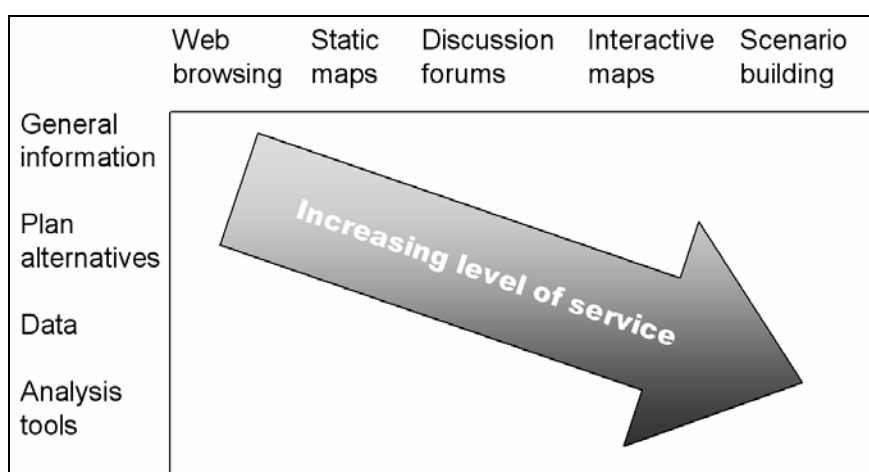 Web browsing
Static maps
Discussion forums
Interactive maps
Scenario building
General
information
Plan
alternatives
Data
Analysis
tools
Increasing level of service